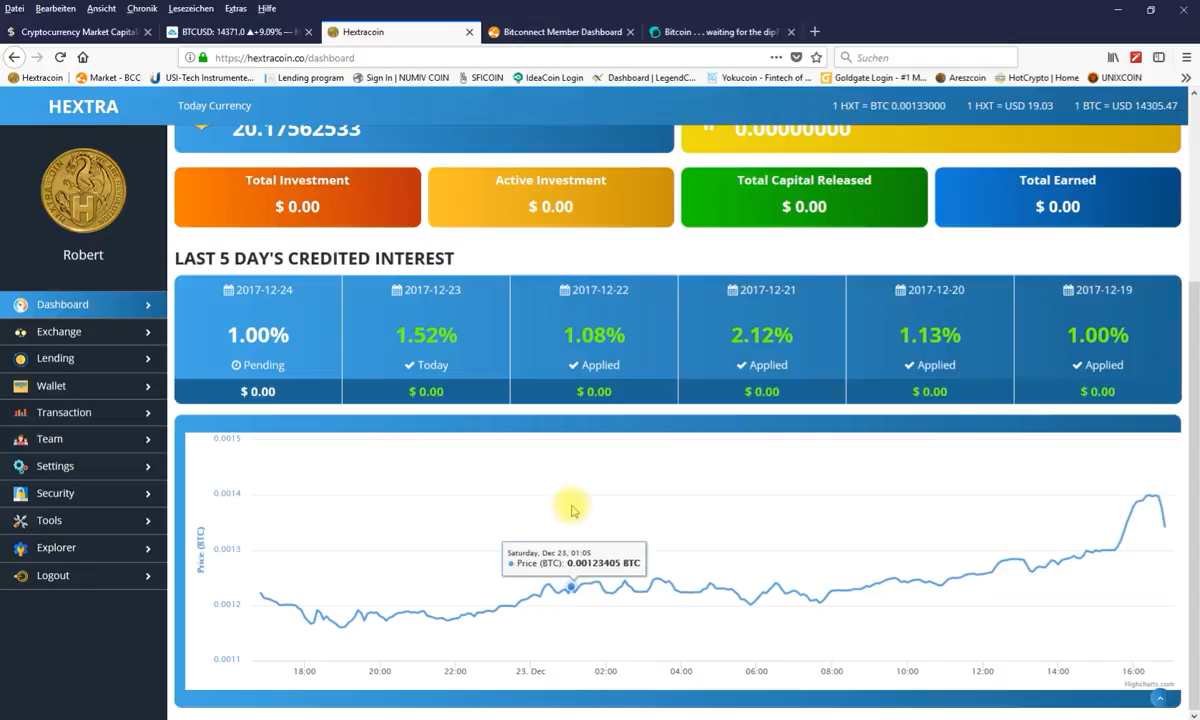 Datei Bearbeiten Ansicht Chronik Lesezeichen Extras Hilfe
Cryptocurrency Market Capital
BTCUSD: 14371.0 ▲+9.09% —
Hextracoin
Bitconnect Member Dashboard
Bitcoin . . . waiting for the dip?
https://hextracoin.co/dashboard
Suchen
Hextracoin
Market - BCC
USI-Tech Instrumente...
Lending program
Sign In | NUMIV COIN
SFICOIN
IdeaCoin Login
Dashboard | LegendC...
Yokucoin - Fintech of ...
Goldgate Login - #1 M...
Areszcoin
HotCrypto | Home
UNIXCOIN
HEXTRA
Today Currency
1 HXT = BTC 0.00133000
1 HXT = USD 19.03
1 BTC = USD 14305.47
20.17562533
0.00000000
Robert
Dashboard
Exchange
Lending
Wallet
Transaction
Team
Settings
Security
Tools
Explorer
Logout
Total Investment
$ 0.00
Active Investment
$ 0.00
Total Capital Released
$ 0.00
Total Earned
$ 0.00
LAST 5 DAY'S CREDITED INTEREST
2017-12-24
1.00%
Pending
$ 0.00
2017-12-23
1.52%
Today
$ 0.00
2017-12-22
1.08%
Applied
$ 0.00
2017-12-21
2.12%
Applied
$ 0.00
2017-12-20
1.13%
Applied
$ 0.00
2017-12-19
1.00%
Applied
$ 0.00
Price (BTC)
0.0015
0.0014
0.0013
0.0012
0.0011
Saturday, Dec 23, 01:05
Price (BTC): 0.00123405 BTC
18:00 20:00 22:00 23. Dec 02:00 04:00 06:00 08:00 10:00 12:00 14:00 16:00
Highcharts.com